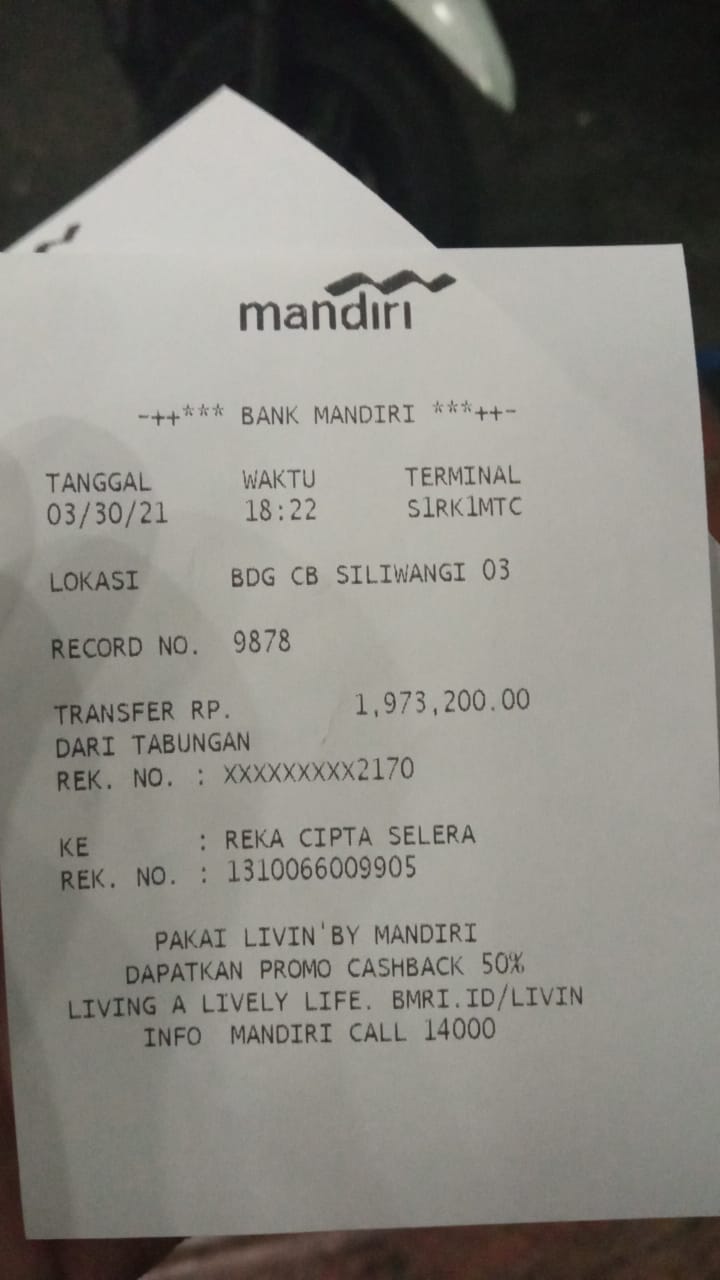 mandiri
-++*** BANK MANDIRI ***++-
TANGGAL WAKTU TERMINAL
03/30/21 18:22 S1RK1MTC
LOKASI BDG CB SILIWANGI 03
RECORD NO. 9878
TRANSFER RP. 1,973,200.00
DARI TABUNGAN
REK. NO. : XXXXXXXXX2170
KE : REKA CIPTA SELERA
REK. NO. : 1310066009905
PAKAI LIVIN'BY MANDIRI
DAPATKAN PROMO CASHBACK 50%
LIVING A LIVELY LIFE. BMRI.ID/LIVIN
INFO MANDIRI CALL 14000